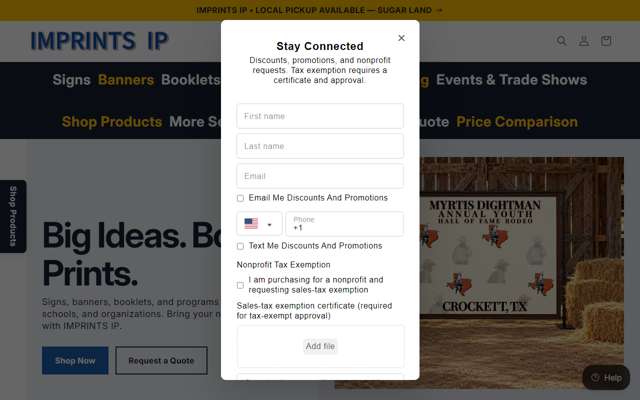 IMPRINTS IP • LOCAL PICKUP AVAILABLE — SUGAR LAND →
IMPRINTS IP
Signs Banners Booklets
g Events & Trade Shows
Shop Products More Se
uote Price Comparison
Stay Connected
Discounts, promotions, and nonprofit
requests. Tax exemption requires a
certificate and approval.
First name
Last name
Email
Email Me Discounts And Promotions
Phone
+1
Text Me Discounts And Promotions
Nonprofit Tax Exemption
I am purchasing for a nonprofit and
requesting sales-tax exemption
Sales-tax exemption certificate (required
for tax-exempt approval)
Add file
Shop Products
Big Ideas. Bo
Prints.
Signs, banners, booklets, and programs
schools, and organizations. Bring your n
with IMPRINTS IP.
Shop Now
Request a Quote
MYRTIS DIGHTMAN
ANNUAL YOUTH
HALL OF FAME RODEO
CROCKETT, TX
Help